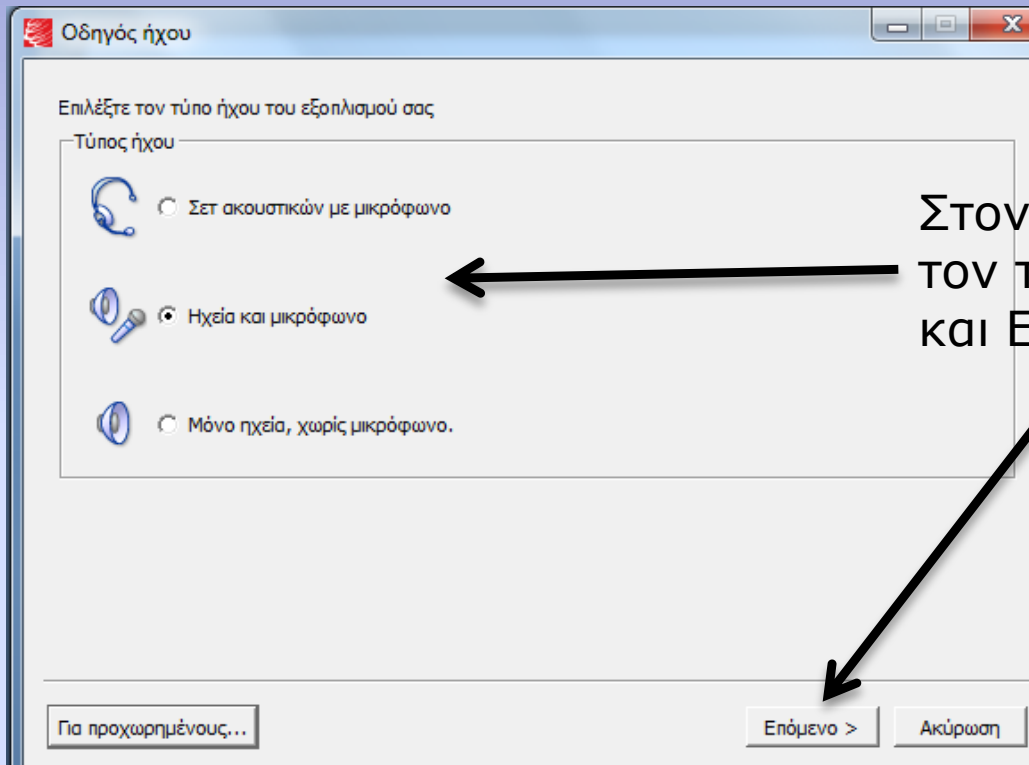 Οδηγός ήχου
Επιλέξτε τον τύπο ήχου του εξοπλισμού σας
Τύπος ήχου
Σετ ακουστικών με μικρόφωνο
Ηχεία και μικρόφωνο
Μόνο ηχεία, χωρίς μικρόφωνο.
Στον
τον
και
Για προχωρημένους...
Επόμενο >
Ακύρωση